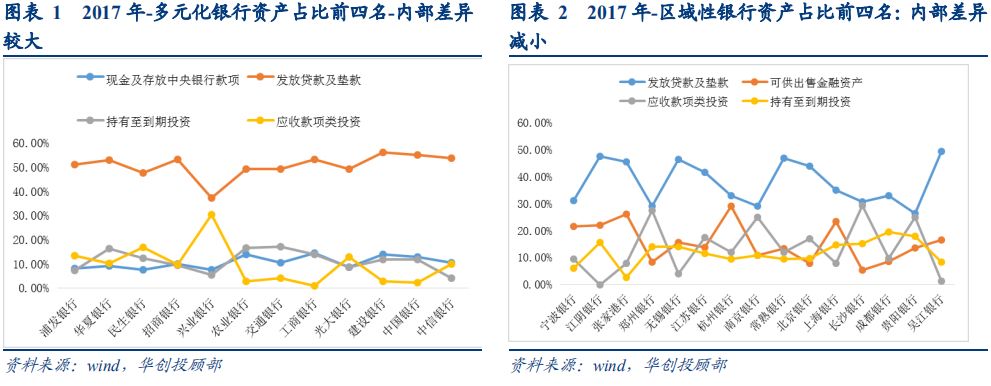 图表 1 2017 年-多元化银行资产占比前四名-内部差异
较大
现金及存放中央银行款项
发放贷款及垫款
持有至到期投资
应收款项类投资
60.00%
50.00%
40.00%
30.00%
20.00%
10.00%
0.00%
浦发银行
华夏银行
民生银行
招商银行
兴业银行
农业银行
交通银行
工商银行
光大银行
建设银行
中国银行
中信银行
资料来源：wind，华创投顾部
图表 2 2017 年-区域性银行资产占比前四名：内部差异
减小
发放贷款及垫款
可供出售金融资产
应收款项类投资
持有至到期投资
60.00%
50.00%
40.00%
30.00%
20.00%
10.00%
0.00%
宁波银行
江阴银行
张家港行
郑州银行
无锡银行
江苏银行
杭州银行
南京银行
常熟银行
北京银行
上海银行
长沙银行
成都银行
贵阳银行
吴江银行
资料来源：wind，华创投顾部